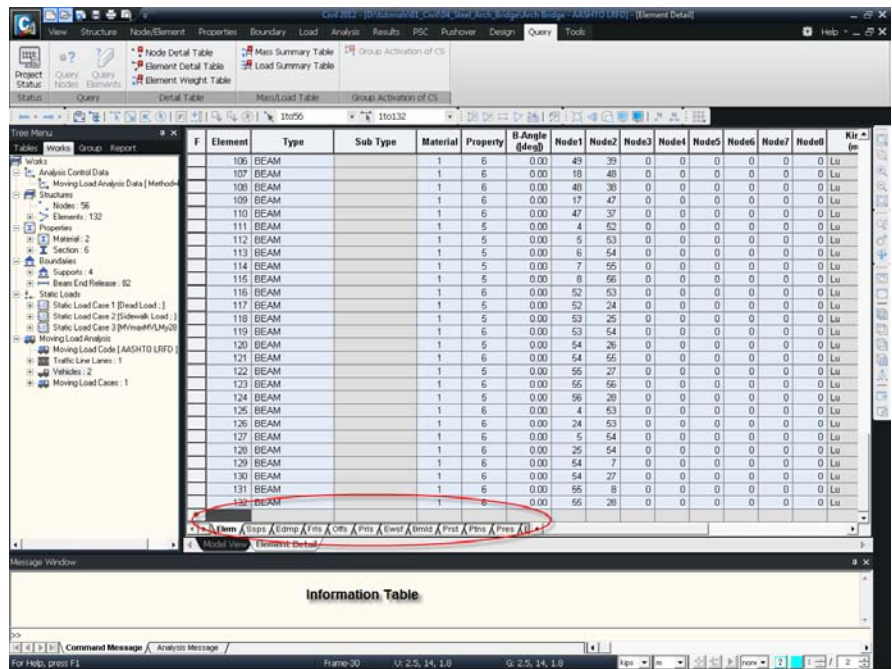 Civil 2012 - [D:\tutorials\01_Civil\04_Steel_Arch_Bridge\Arch Bridge - AASHTO LRFD] - [Element Detail]
View Structure Node/Element Properties Boundary Load Analysis Results PSC Pushover Design Query Tools Help
Project Status
Query Nodes
Query Elements
Node Detail Table
Element Detail Table
Element Weight Table
Mass Summary Table
Load Summary Table
Group Activation of CS
Status Query Detail Table Mass/Load Table Group Activation of CS
1to56 1to132
Tree Menu
Tables Works Group Report
Works
Analysis Control Data
Moving Load Analysis Data [ Method
Structures
Nodes : 56
Elements : 132
Properties
Material : 2
Section : 6
Boundaries
Supports : 4
Beam End Release : 82
Static Loads
Static Load Case 1 [Dead Load ; ]
Static Load Case 2 [Sidewalk Load ; ]
Static Load Case 3 [MVmaxMVLMy28
Moving Load Analysis
Moving Load Code [ AASHTO LRFD ]
Traffic Line Lanes : 1
Vehicles : 2
Moving Load Cases : 1
F Element Type Sub Type Material Property B-Angle ([deg]) Node1 Node2 Node3 Node4 Node5 Node6 Node7 Node8 Kir (m
106 BEAM 1 6 0.00 49 39 0 0 0 0 0 0 Lu
107 BEAM 1 6 0.00 18 48 0 0 0 0 0 0 Lu
108 BEAM 1 6 0.00 48 38 0 0 0 0 0 0 Lu
109 BEAM 1 6 0.00 17 47 0 0 0 0 0 0 Lu
110 BEAM 1 6 0.00 47 37 0 0 0 0 0 0 Lu
111 BEAM 1 5 0.00 4 52 0 0 0 0 0 0 Lu
112 BEAM 1 5 0.00 5 53 0 0 0 0 0 0 Lu
113 BEAM 1 5 0.00 6 54 0 0 0 0 0 0 Lu
114 BEAM 1 5 0.00 7 55 0 0 0 0 0 0 Lu
115 BEAM 1 5 0.00 8 56 0 0 0 0 0 0 Lu
116 BEAM 1 6 0.00 52 53 0 0 0 0 0 0 Lu
117 BEAM 1 5 0.00 52 24 0 0 0 0 0 0 Lu
118 BEAM 1 5 0.00 53 25 0 0 0 0 0 0 Lu
119 BEAM 1 6 0.00 53 54 0 0 0 0 0 0 Lu
120 BEAM 1 5 0.00 54 26 0 0 0 0 0 0 Lu
121 BEAM 1 6 0.00 54 55 0 0 0 0 0 0 Lu
122 BEAM 1 5 0.00 55 27 0 0 0 0 0 0 Lu
123 BEAM 1 6 0.00 55 56 0 0 0 0 0 0 Lu
124 BEAM 1 5 0.00 56 28 0 0 0 0 0 0 Lu
125 BEAM 1 6 0.00 4 53 0 0 0 0 0 0 Lu
126 BEAM 1 6 0.00 24 53 0 0 0 0 0 0 Lu
127 BEAM 1 6 0.00 5 54 0 0 0 0 0 0 Lu
128 BEAM 1 6 0.00 25 54 0 0 0 0 0 0 Lu
129 BEAM 1 6 0.00 54 7 0 0 0 0 0 0 Lu
130 BEAM 1 6 0.00 54 27 0 0 0 0 0 0 Lu
131 BEAM 1 6 0.00 55 8 0 0 0 0 0 0 Lu
132 BEAM 1 6 0.00 55 28 0 0 0 0 0 0 Lu
Elem Ssps Edmp Frls Offs Prls Ewsf Bmld Prst Ptns Pres
Model View Element Detail
Message Window
Information Table
>>
Command Message Analysis Message
For Help, press F1 Frame-30 U: 2.5, 14, 1.8 G: 2.5, 14, 1.8 kips m none ? 1 / 2